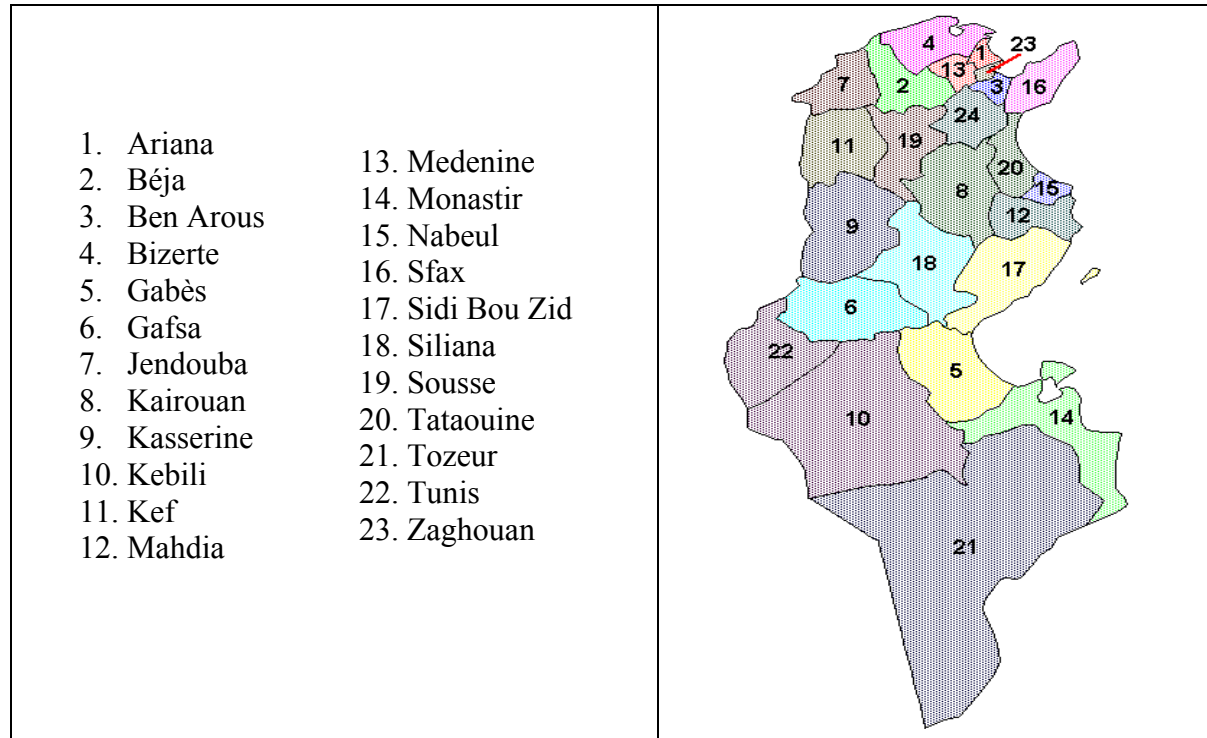 1. Ariana
2. Béja
3. Ben Arous
4. Bizerte
5. Gabès
6. Gafsa
7. Jendouba
8. Kairouan
9. Kasserine
10. Kebili
11. Kef
12. Mahdia
13. Medenine
14. Monastir
15. Nabeul
16. Sfax
17. Sidi Bou Zid
18. Siliana
19. Sousse
20. Tataouine
21. Tozeur
22. Tunis
23. Zaghouan
4
1
23
13
7
2
3
16
24
11
19
20
8
15
12
9
18
17
6
22
5
10
14
21